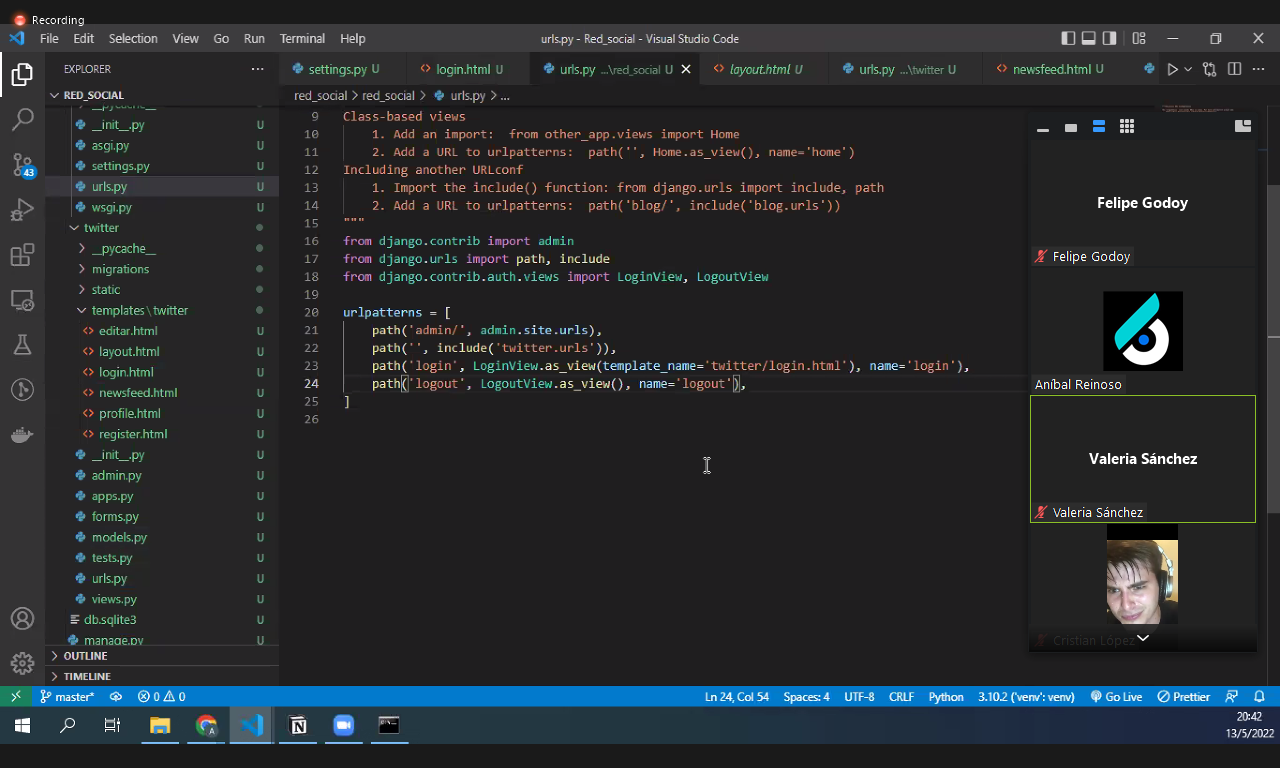 Recording
File Edit Selection View Go Run Terminal Help
urls.py - Red_social - Visual Studio Code
EXPLORER
settings.py U
login.html U
urls.py ...\red_social U
layout.html U
urls.py ...\twitter U
newsfeed.html U
RED_SOCIAL
red_social > red_social > urls.py > ...
__pycache__
__init__.py U
asgi.py U
settings.py U
urls.py U
wsgi.py U
twitter
__pycache__
migrations
static
templates\twitter
editar.html U
layout.html U
login.html U
newsfeed.html U
profile.html U
register.html U
__init__.py U
admin.py U
apps.py U
forms.py U
models.py U
tests.py U
urls.py U
views.py U
db.sqlite3 U
manage.py U
OUTLINE
TIMELINE
43
9 Class-based views
10 1. Add an import:  from other_app.views import Home
11 2. Add a URL to urlpatterns:  path('', Home.as_view(), name='home')
12 Including another URLconf
13 1. Import the include() function: from django.urls import include, path
14 2. Add a URL to urlpatterns:  path('blog/', include('blog.urls'))
15 """
16 from django.contrib import admin
17 from django.urls import path, include
18 from django.contrib.auth.views import LoginView, LogoutView
19
20 urlpatterns = [
21 path('admin/', admin.site.urls),
22 path('', include('twitter.urls')),
23 path('login', LoginView.as_view(template_name='twitter/login.html'), name='login'),
24 path('logout', LogoutView.as_view(), name='logout'),
25 ]
26
Felipe Godoy
Felipe Godoy
Aníbal Reinoso
Valeria Sánchez
Valeria Sánchez
Cristian López
master* 0 0
Ln 24, Col 54 Spaces: 4 UTF-8 CRLF Python 3.10.2 ('venv': venv) Go Live Prettier
20:42
13/5/2022